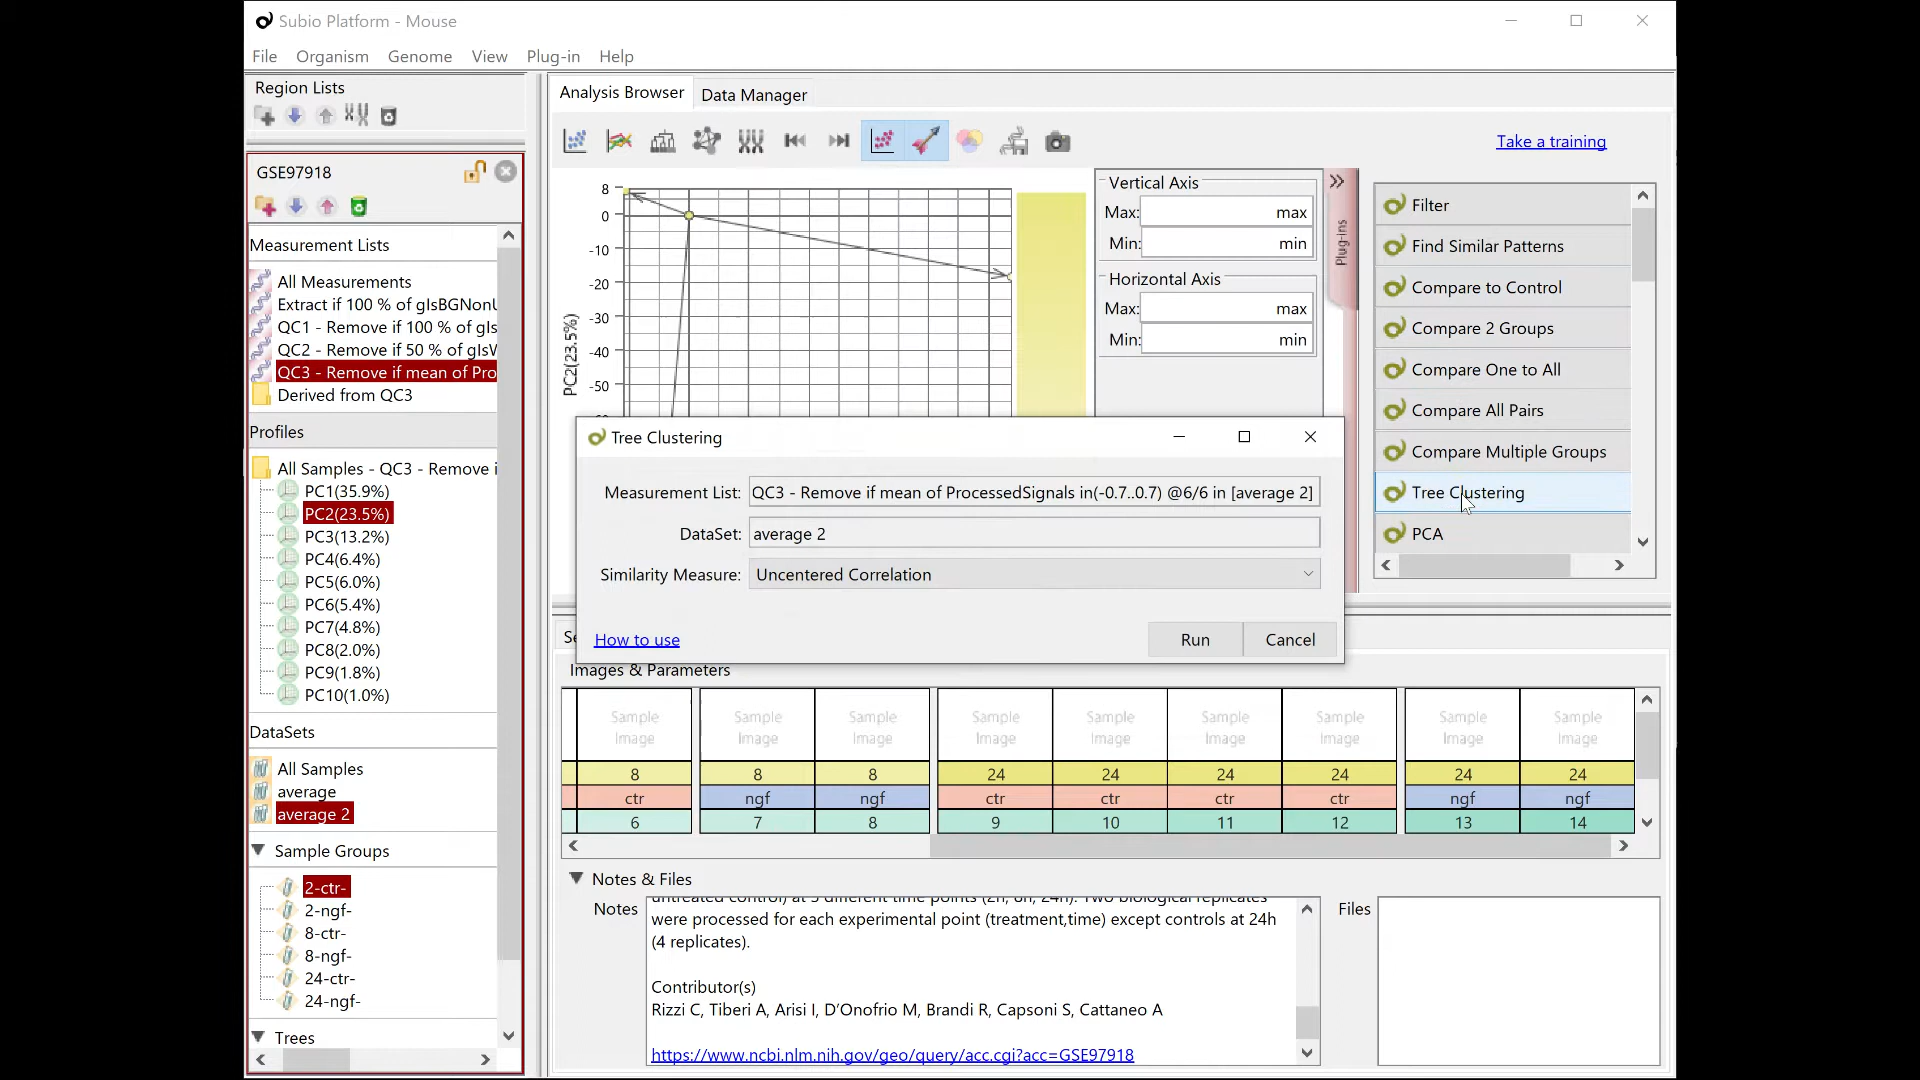 Subio Platform - Mouse
File Organism Genome View Plug-in Help
Region Lists
GSE97918
Measurement Lists
All Measurements
Extract if 100 % of gIsBGNonU
QC1 - Remove if 100 % of gIs
QC2 - Remove if 50 % of gIsW
QC3 - Remove if mean of Pro
Derived from QC3
Profiles
All Samples - QC3 - Remove i
PC1(35.9%)
PC2(23.5%)
PC3(13.2%)
PC4(6.4%)
PC5(6.0%)
PC6(5.4%)
PC7(4.8%)
PC8(2.0%)
PC9(1.8%)
PC10(1.0%)
DataSets
All Samples
average
average 2
Sample Groups
2-ctr-
2-ngf-
8-ctr-
8-ngf-
24-ctr-
24-ngf-
Trees
Analysis Browser Data Manager
Take a training
8
0
-10
-20
-30
-40
-50
PC2(23.5%)
Vertical Axis
Max: max
Min: min
Horizontal Axis
Max: max
Min: min
Plug-ins
Filter
Find Similar Patterns
Compare to Control
Compare 2 Groups
Compare One to All
Compare All Pairs
Compare Multiple Groups
Tree Clustering
PCA
Tree Clustering
Measurement List: QC3 - Remove if mean of ProcessedSignals in(-0.7..0.7) @6/6 in [average 2]
DataSet: average 2
Similarity Measure: Uncentered Correlation
How to use Run Cancel
Images & Parameters
Sample Image Sample Image Sample Image Sample Image Sample Image Sample Image Sample Image Sample Image Sample Image
8 8 8 24 24 24 24 24 24
ctr ngf ngf ctr ctr ctr ctr ngf ngf
6 7 8 9 10 11 12 13 14
Notes & Files
Notes
were processed for each experimental point (treatment,time) except controls at 24h
(4 replicates).
Contributor(s)
Rizzi C, Tiberi A, Arisi I, D'Onofrio M, Brandi R, Capsoni S, Cattaneo A
https://www.ncbi.nlm.nih.gov/geo/query/acc.cgi?acc=GSE97918
Files